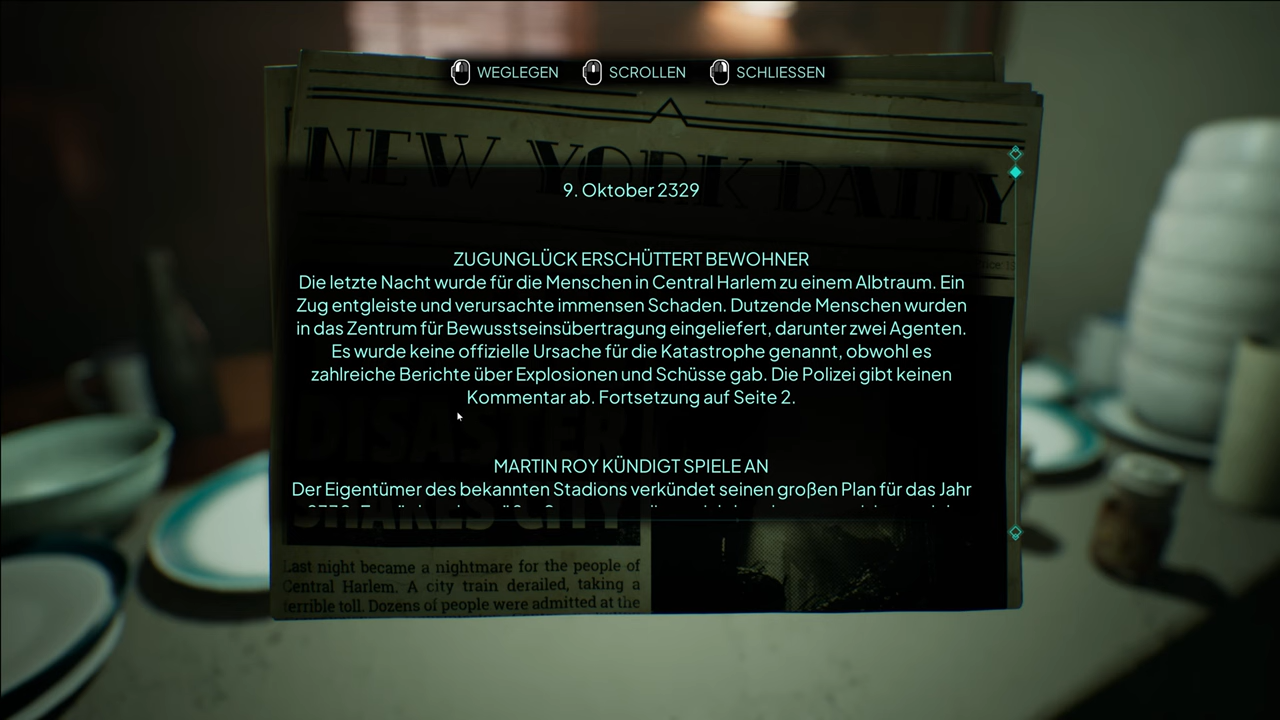 WEGLEGEN
SCROLLEN
SCHLIESSEN
NEW YORK DAILY
9. Oktober 2329
ZUGUNGLÜCK ERSCHÜTTERT BEWOHNER
Die letzte Nacht wurde für die Menschen in Central Harlem zu einem Albtraum. Ein
Zug entgleiste und verursachte immensen Schaden. Dutzende Menschen wurden
in das Zentrum für Bewusstseinsübertragung eingeliefert, darunter zwei Agenten.
Es wurde keine offizielle Ursache für die Katastrophe genannt, obwohl es
zahlreiche Berichte über Explosionen und Schüsse gab. Die Polizei gibt keinen
Kommentar ab. Fortsetzung auf Seite 2.
DISASTER
MARTIN ROY KÜNDIGT SPIELE AN
Der Eigentümer des bekannten Stadions verkündet seinen großen Plan für das Jahr
SHAKES CITY
Last night became a nightmare for the people of
Central Harlem. A city train derailed, taking a
terrible toll. Dozens of people were admitted at the